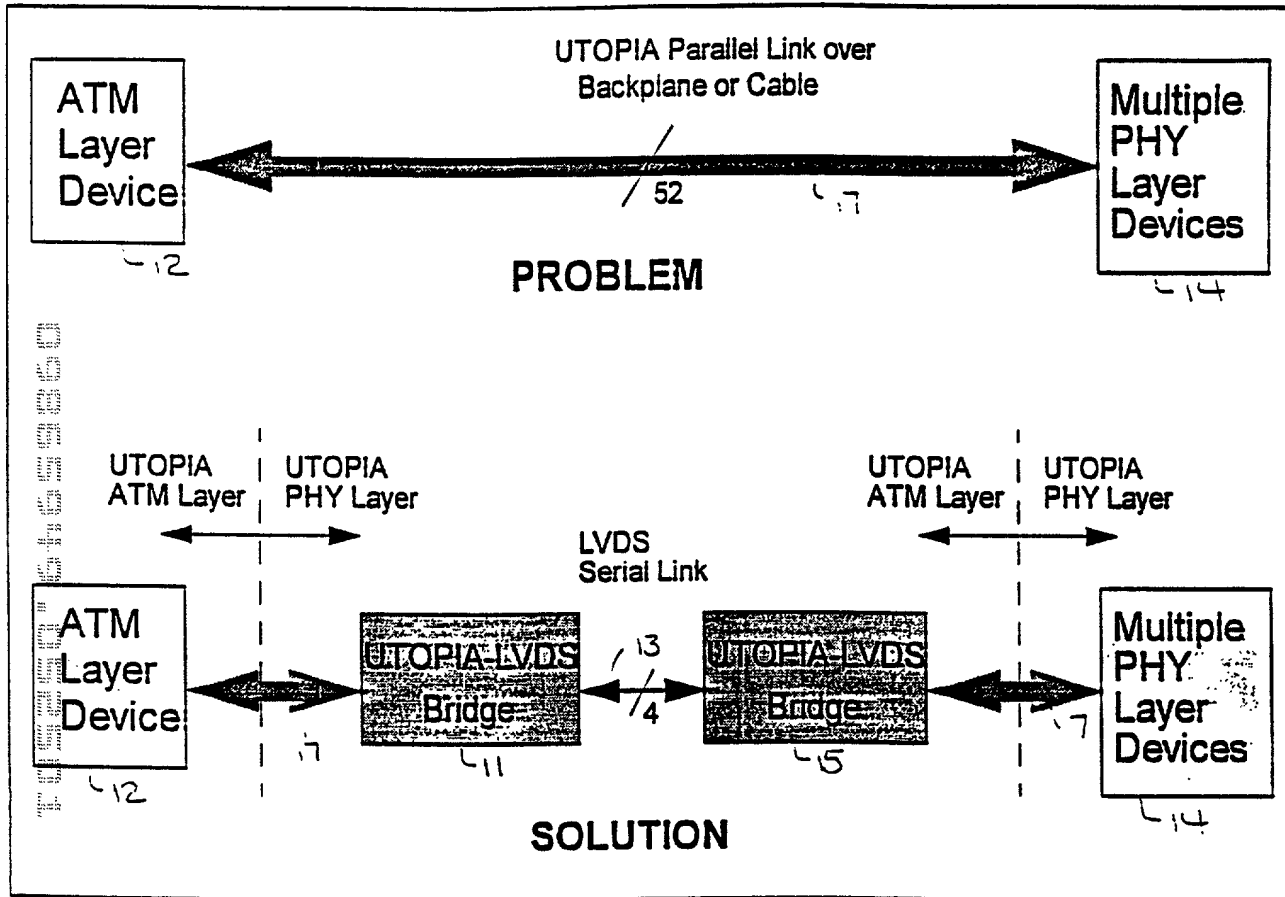 UTOPIA Parallel Link over
Backplane or Cable
ATM
Layer
Device
52
17
Multiple
PHY
Layer
Devices
12
PROBLEM
14
UTOPIA
ATM Layer
UTOPIA
PHY Layer
UTOPIA
ATM Layer
UTOPIA
PHY Layer
LVDS
Serial Link
ATM
Layer
Device
17
UTOPIA-LVDS
Bridge
11
13
4
UTOPIA-LVDS
Bridge
15
17
Multiple
PHY
Layer
Devices
12
SOLUTION
14